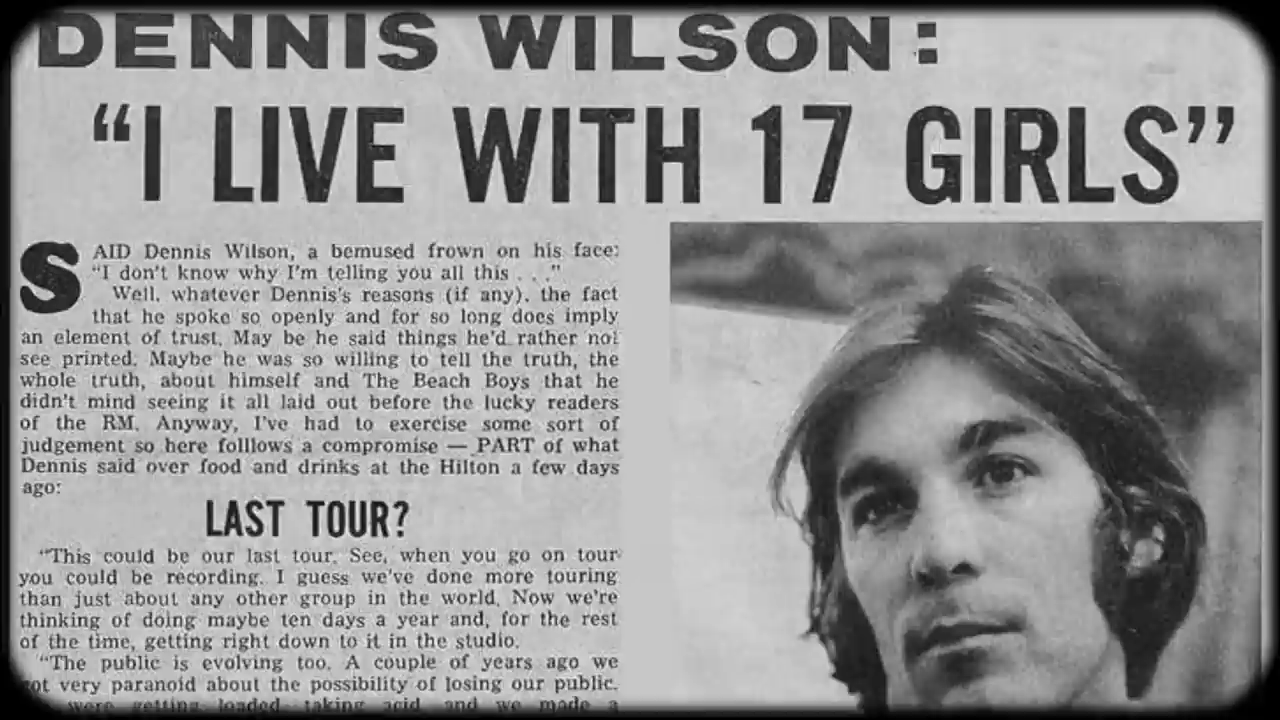 DENNIS WILSON:
“I LIVE WITH 17 GIRLS”
SAID Dennis Wilson, a bemused frown on his face:
“I don't know why I'm telling you all this . . .”
Well, whatever Dennis's reasons (if any), the fact
that he spoke so openly and for so long does imply
an element of trust. May be he said things he'd rather not
see printed. Maybe he was so willing to tell the truth, the
whole truth, about himself and The Beach Boys that he
didn't mind seeing it all laid out before the lucky readers
of the RM. Anyway, I've had to exercise some sort of
judgement so here folllows a compromise — PART of what
Dennis said over food and drinks at the Hilton a few days
ago:
LAST TOUR?
“This could be our last tour. See, when you go on tour
you could be recording. I guess we've done more touring
than just about any other group in the world. Now we're
thinking of doing maybe ten days a year and, for the rest
of the time, getting right down to it in the studio.
“The public is evolving too. A couple of years ago we
got very paranoid about the possibility of losing our public.
were getting loaded, taking acid, and we made a